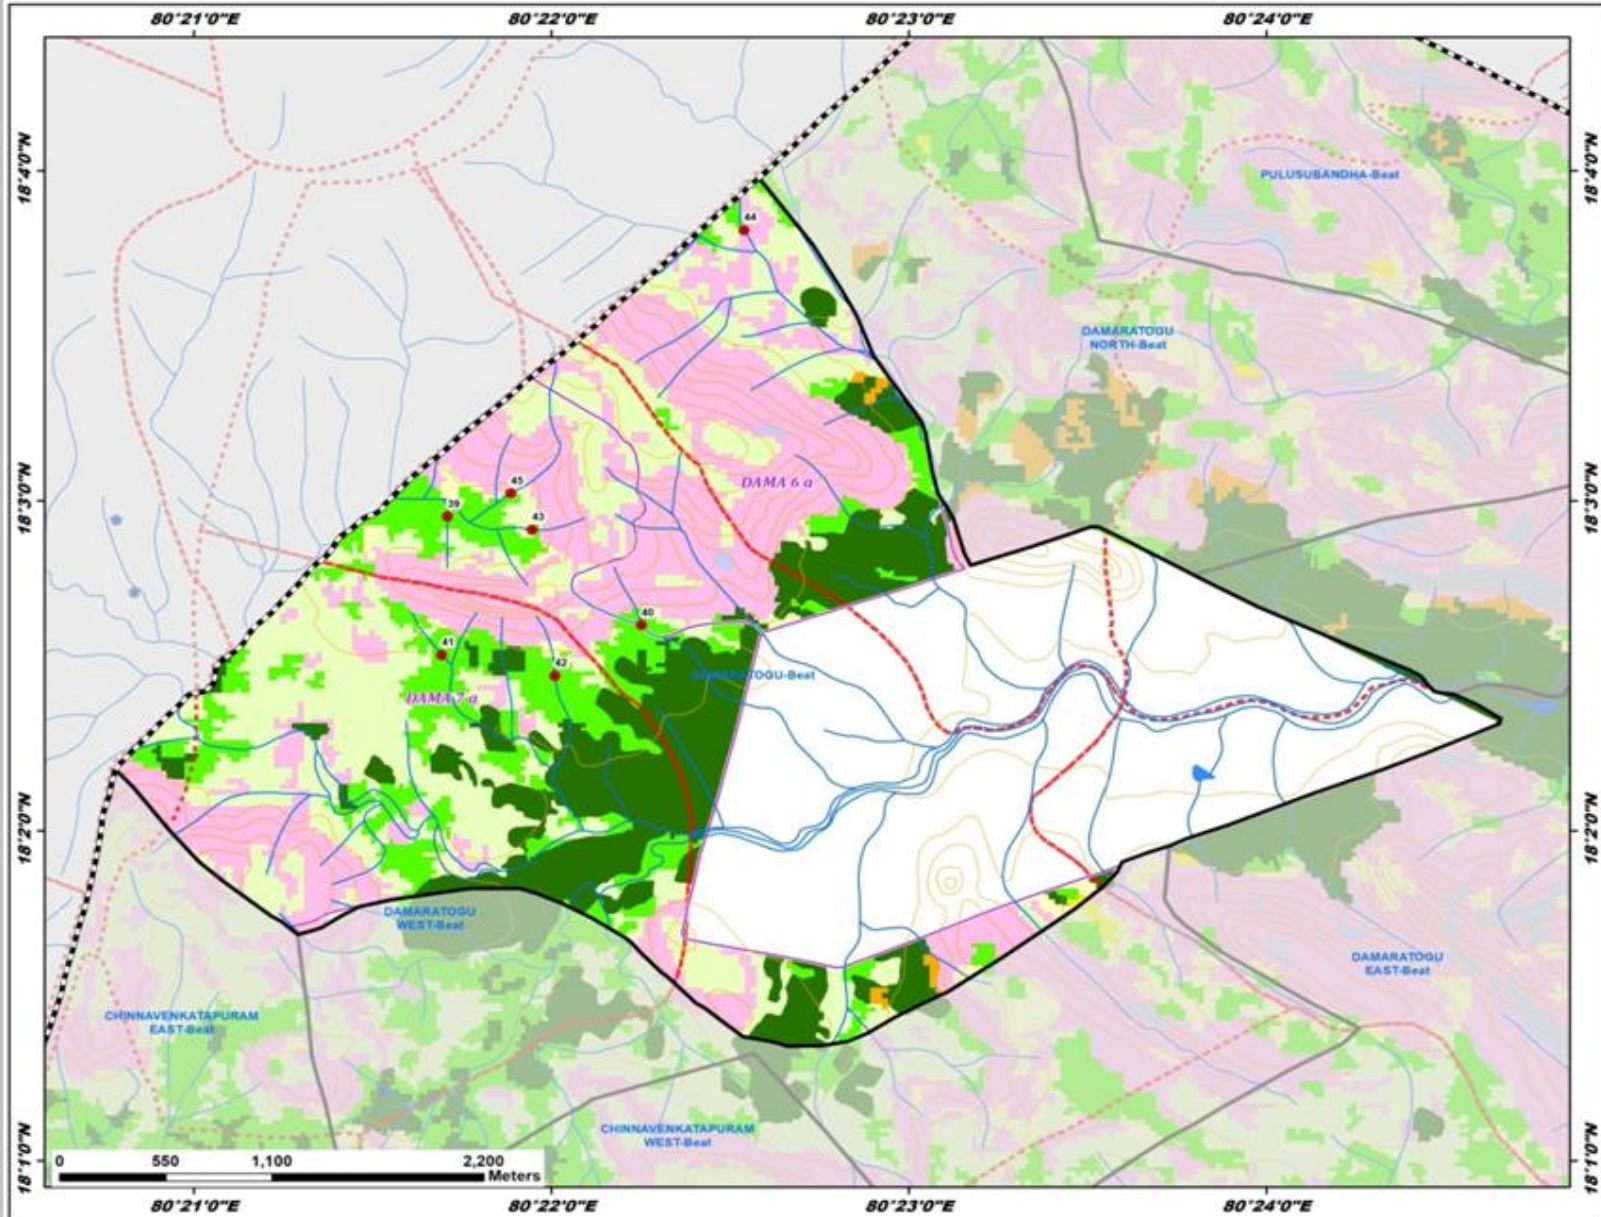 80°21'0"E 80°22'0"E 80°23'0"E 80°24'0"E
18°4'0"N
18°4'0"N
PULUSUBANDHA-Beat
44
DAMARATOGU
NORTH-Beat
DAMA 6 a
18°3'0"N
18°3'0"N
45
39
43
40
41
42
TOGU-Beat
DAMA 7 a
18°2'0"N
18°2'0"N
DAMARATOGU
WEST-Beat
DAMARATOGU
EAST-Beat
CHINNAVENKATAPURAM
EAST-Beat
CHINNAVENKATAPURAM
WEST-Beat
18°1'0"N
18°1'0"N
0 550 1,100 2,200
Meters
80°21'0"E 80°22'0"E 80°23'0"E 80°24'0"E